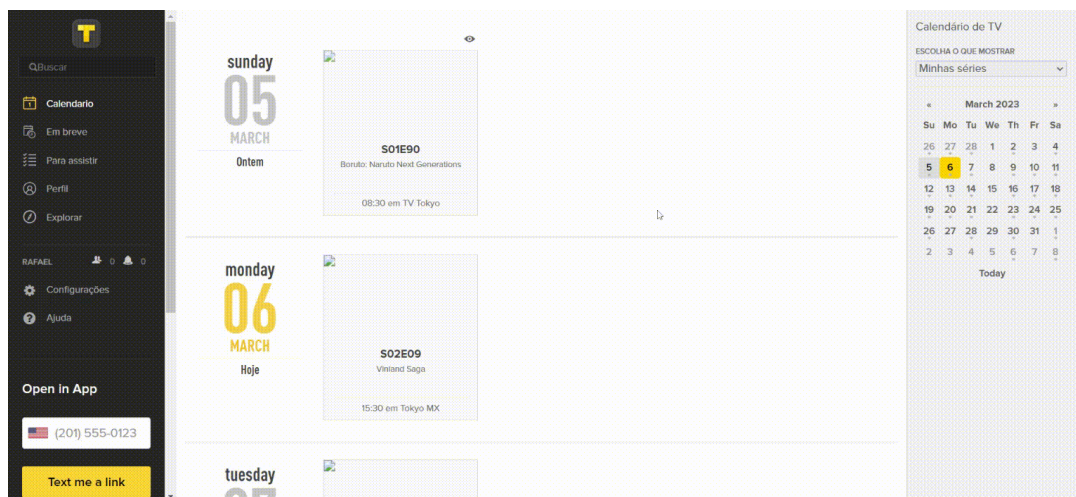 T
Buscar
Calendario
Em breve
Para assistir
Perfil
Explorar
RAFAEL 0 0
Configurações
Ajuda
Open in App
(201) 555-0123
Text me a link
sunday
05
MARCH
Ontem
S01E90
Boruto: Naruto Next Generations
08:30 em TV Tokyo
monday
06
MARCH
Hoje
S02E09
Vinland Saga
15:30 em Tokyo MX
tuesday
Calendário de TV
ESCOLHA O QUE MOSTRAR
Minhas séries
« March 2023 »
Su Mo Tu We Th Fr Sa
26 27 28 1 2 3 4
5 6 7 8 9 10 11
12 13 14 15 16 17 18
19 20 21 22 23 24 25
26 27 28 29 30 31 1
2 3 4 5 6 7 8
Today